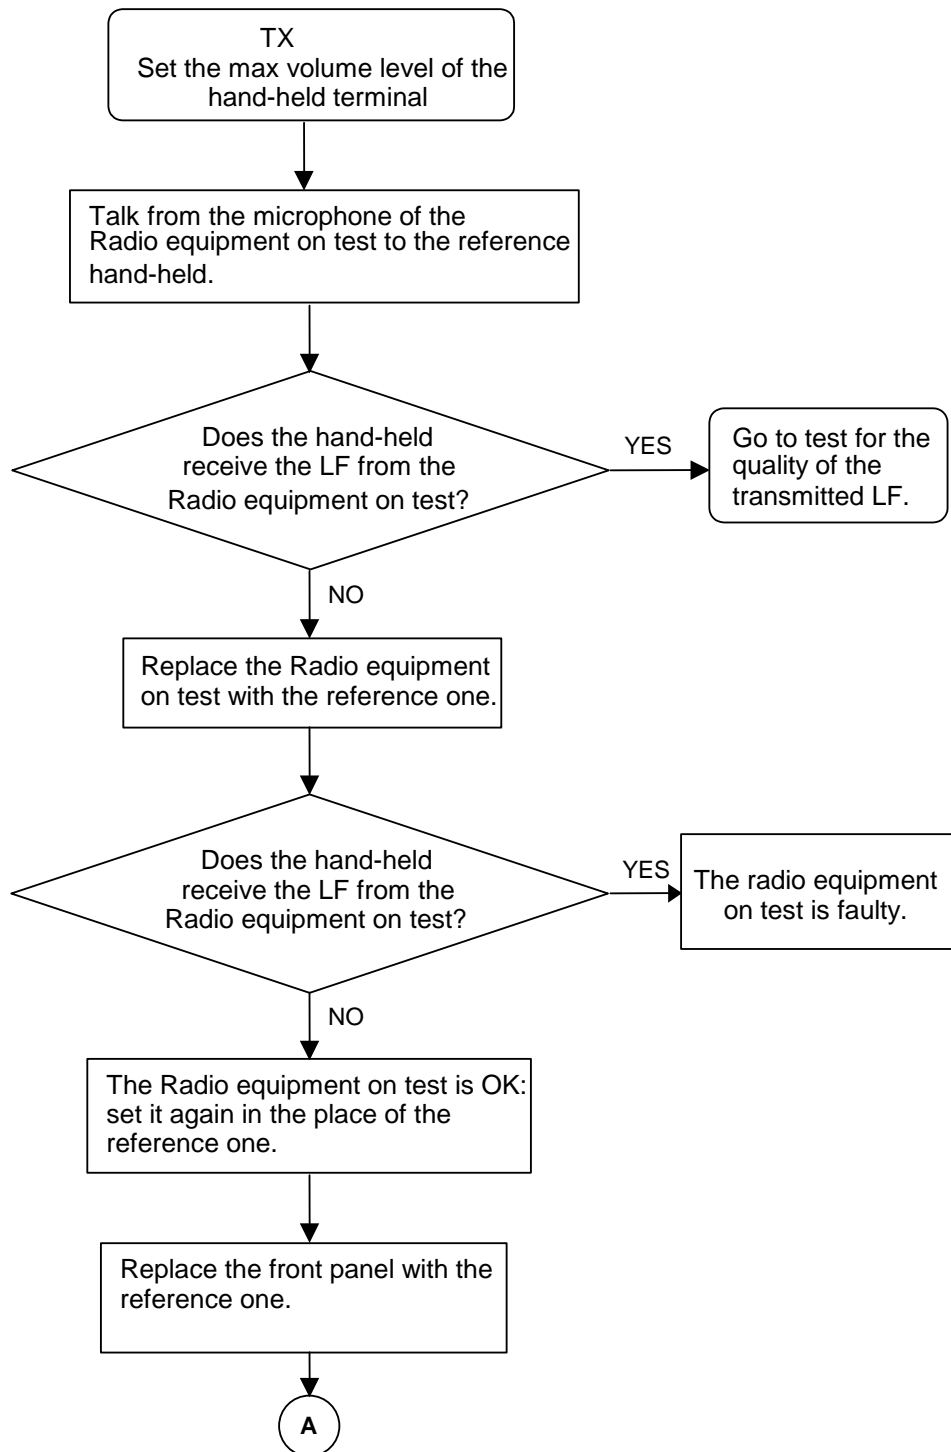 TX
Set the max volume level of the
hand-held terminal
Talk from the microphone of the
Radio equipment on test to the reference
hand-held.
Does the hand-held
receive the LF from the
Radio equipment on test?
YES
Go to test for the
quality of the
transmitted LF.
NO
Replace the Radio equipment
on test with the reference one.
Does the hand-held
receive the LF from the
Radio equipment on test?
YES
The radio equipment
on test is faulty.
NO
The Radio equipment on test is OK:
set it again in the place of the
reference one.
Replace the front panel with the
reference one.
A